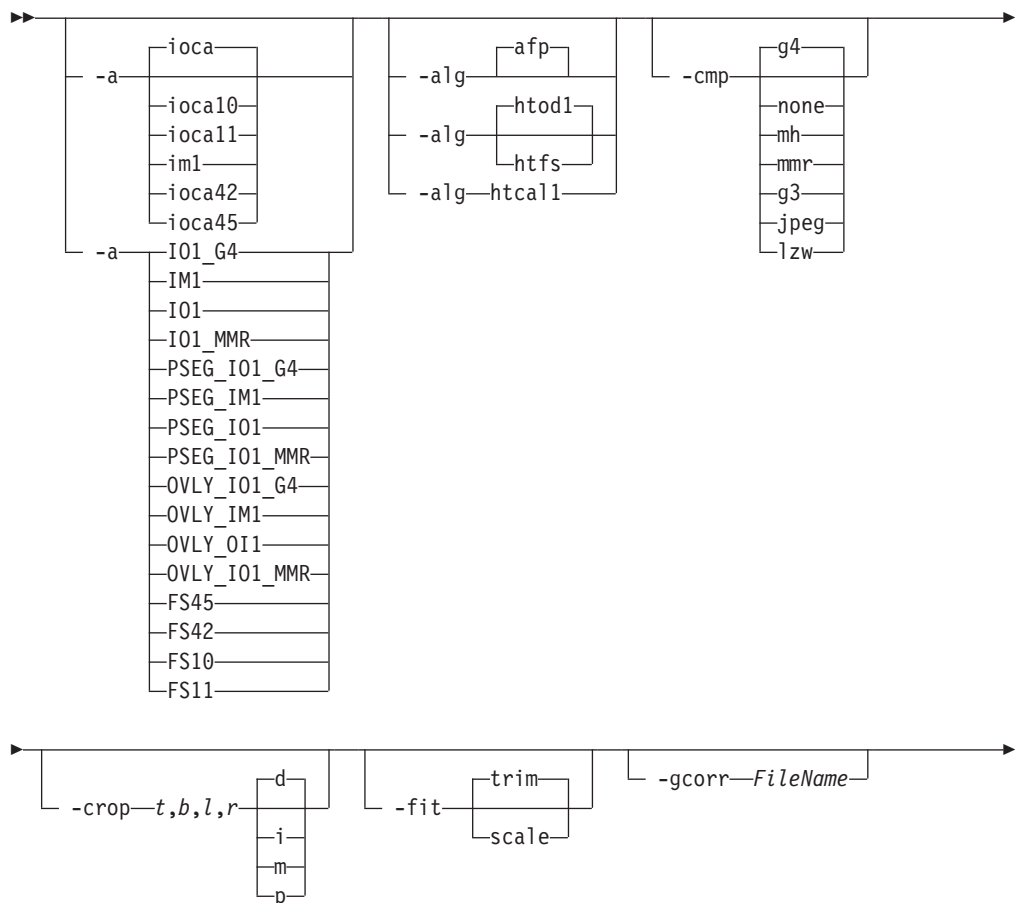 ioca afp g4
-a -alg -cmp
ioca10 htod1 none
ioca11 -alg mh
im1 htfs mmr
ioca42 -alg htcal1 g3
ioca45 jpeg
-a IO1_G4 lzw
IM1
IO1
IO1_MMR
PSEG_IO1_G4
PSEG_IM1
PSEG_IO1
PSEG_IO1_MMR
OVLY_IO1_G4
OVLY_IM1
OVLY_OI1
OVLY_IO1_MMR
FS45
FS42
FS10
FS11
d trim -gcorr FileName
-crop t,b,l,r -fit
i scale
m
p